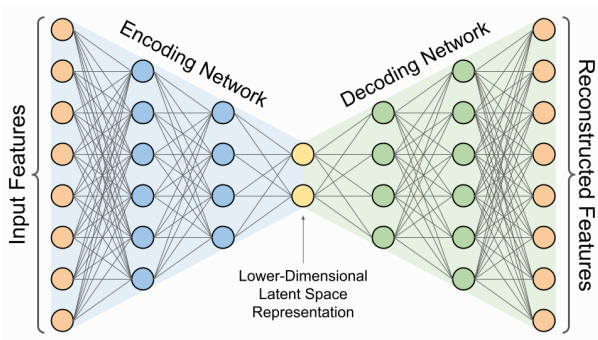 Encoding Network
Decoding Network
Input Features
Reconstructed Features
Lower-Dimensional
Latent Space
Representation